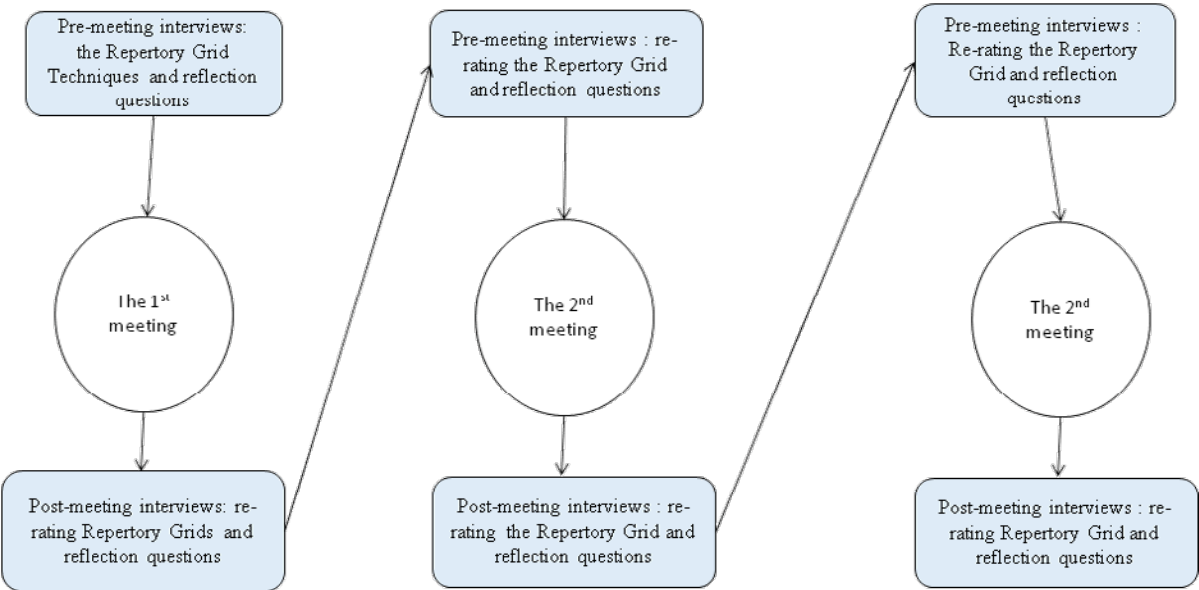 Pre-meeting interviews:
the Repertory Grid
Techniques and reflection
questions
The 1st
meeting
Post-meeting interviews: re-
rating Repertory Grids and
reflection questions
Pre-meeting interviews : re-
rating the Repertory Grid
and reflection questions
The 2nd
meeting
Post-meeting interviews : re-
rating the Repertory Grid and
reflection questions
Pre-meeting interviews :
Re-rating the Repertory
Grid and reflection
questions
The 2nd
meeting
Post-meeting interviews : re-
rating Repertory Grid and
reflection questions